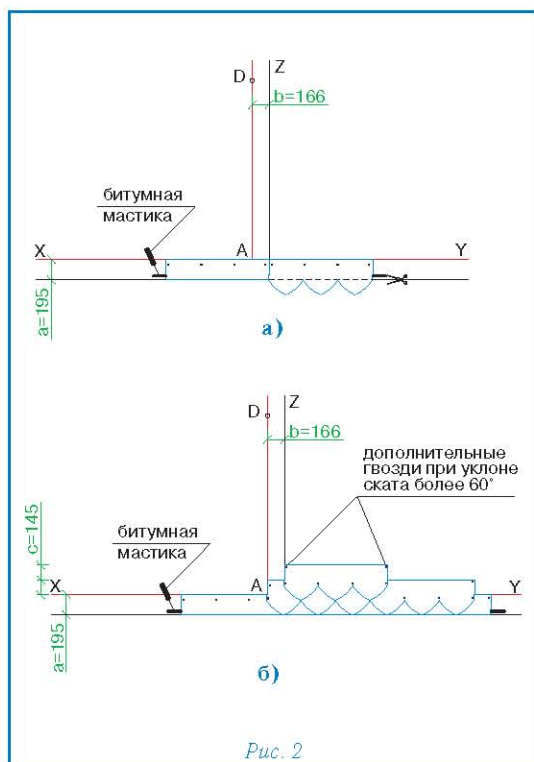 D
Z
b=166
битумная
мастика
X
A
Y
a=195
а)
D
Z
b=166
дополнительные
гвозди при уклоне
ската более 60°
c=145
битумная
мастика
X
A
Y
a=195
б)
Рис. 2